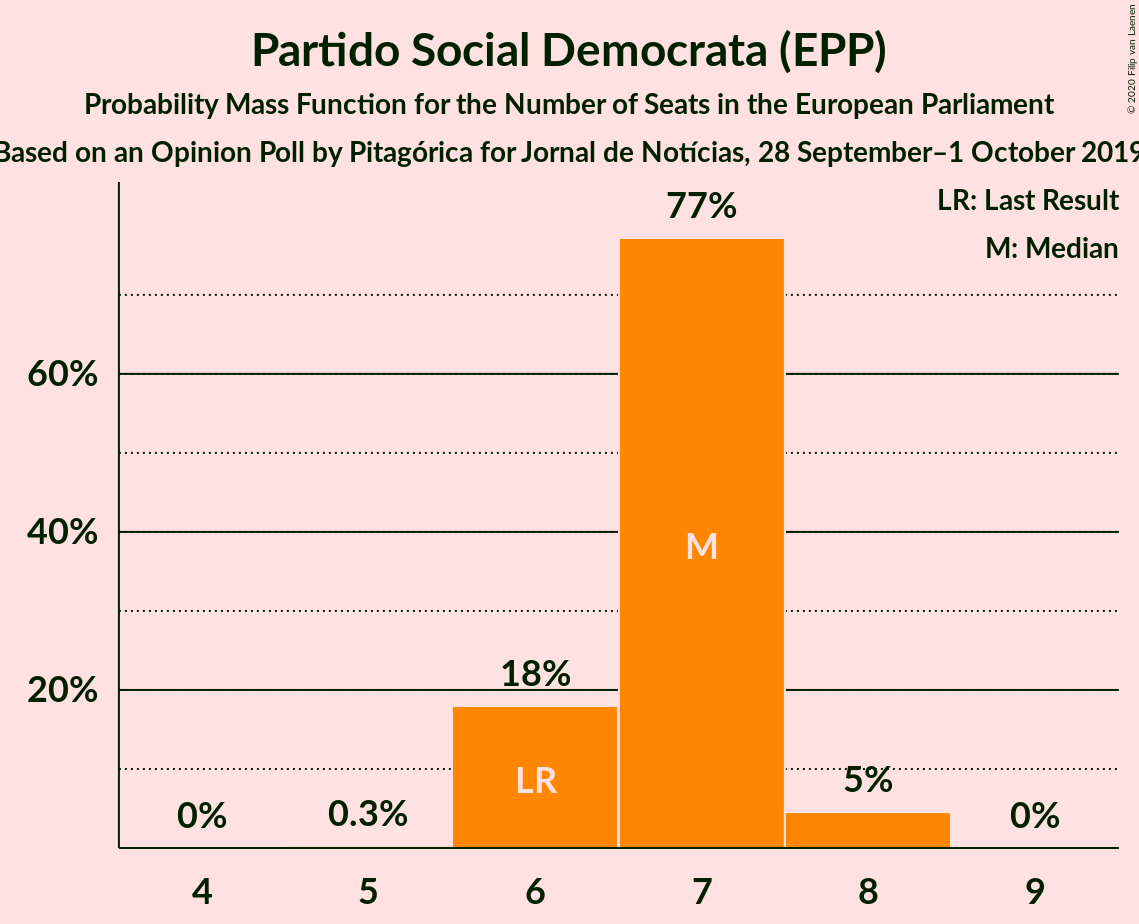 Partido Social Democrata (EPP)
Probability Mass Function for the Number of Seats in the European Parliament
Based on an Opinion Poll by Pitagórica for Jornal de Notícias, 28 September–1 October 2019
© 2020 Filip van Laenen
LR: Last Result
M: Median
77%
60%
M
40%
18%
20%
LR
5%
0%
0.3%
0%
4 5 6 7 8 9